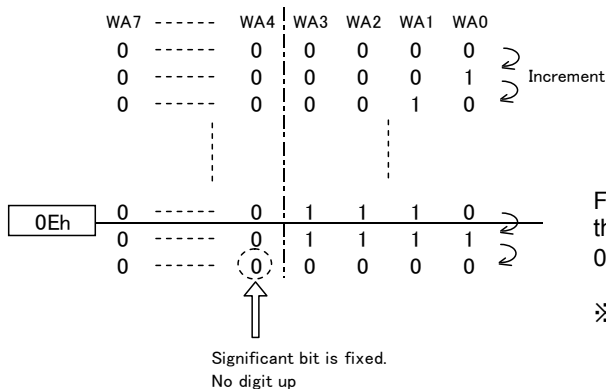 WA7 ------ WA4 WA3 WA2 WA1 WA0
0 ------ 0 0 0 0 0
0 ------ 0 0 0 0 1 Increment
0 ------ 0 0 0 1 0
0Eh 0 ------ 0 1 1 1 0
0 ------ 0 1 1 1 1
0 ------ 0 0 0 0 0
Significant bit is fixed.
No digit up
F
th
0
※